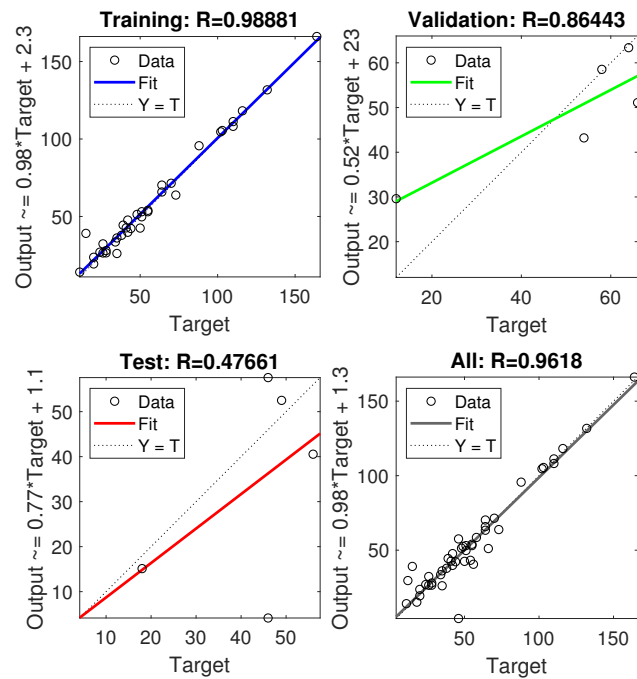 Training: R=0.98881
Output ~= 0.98*Target + 2.3
150
100
50
50
100
150
Target
Data
Fit
Y = T
Validation: R=0.86443
Output ~= 0.52*Target + 23
60
50
40
30
20
20
40
60
Target
Data
Fit
Y = T
Test: R=0.47661
Output ~= 0.77*Target + 1.1
50
40
30
20
10
10
20
30
40
50
Target
Data
Fit
Y = T
All: R=0.9618
Output ~= 0.98*Target + 1.3
150
100
50
50
100
150
Target
Data
Fit
Y = T